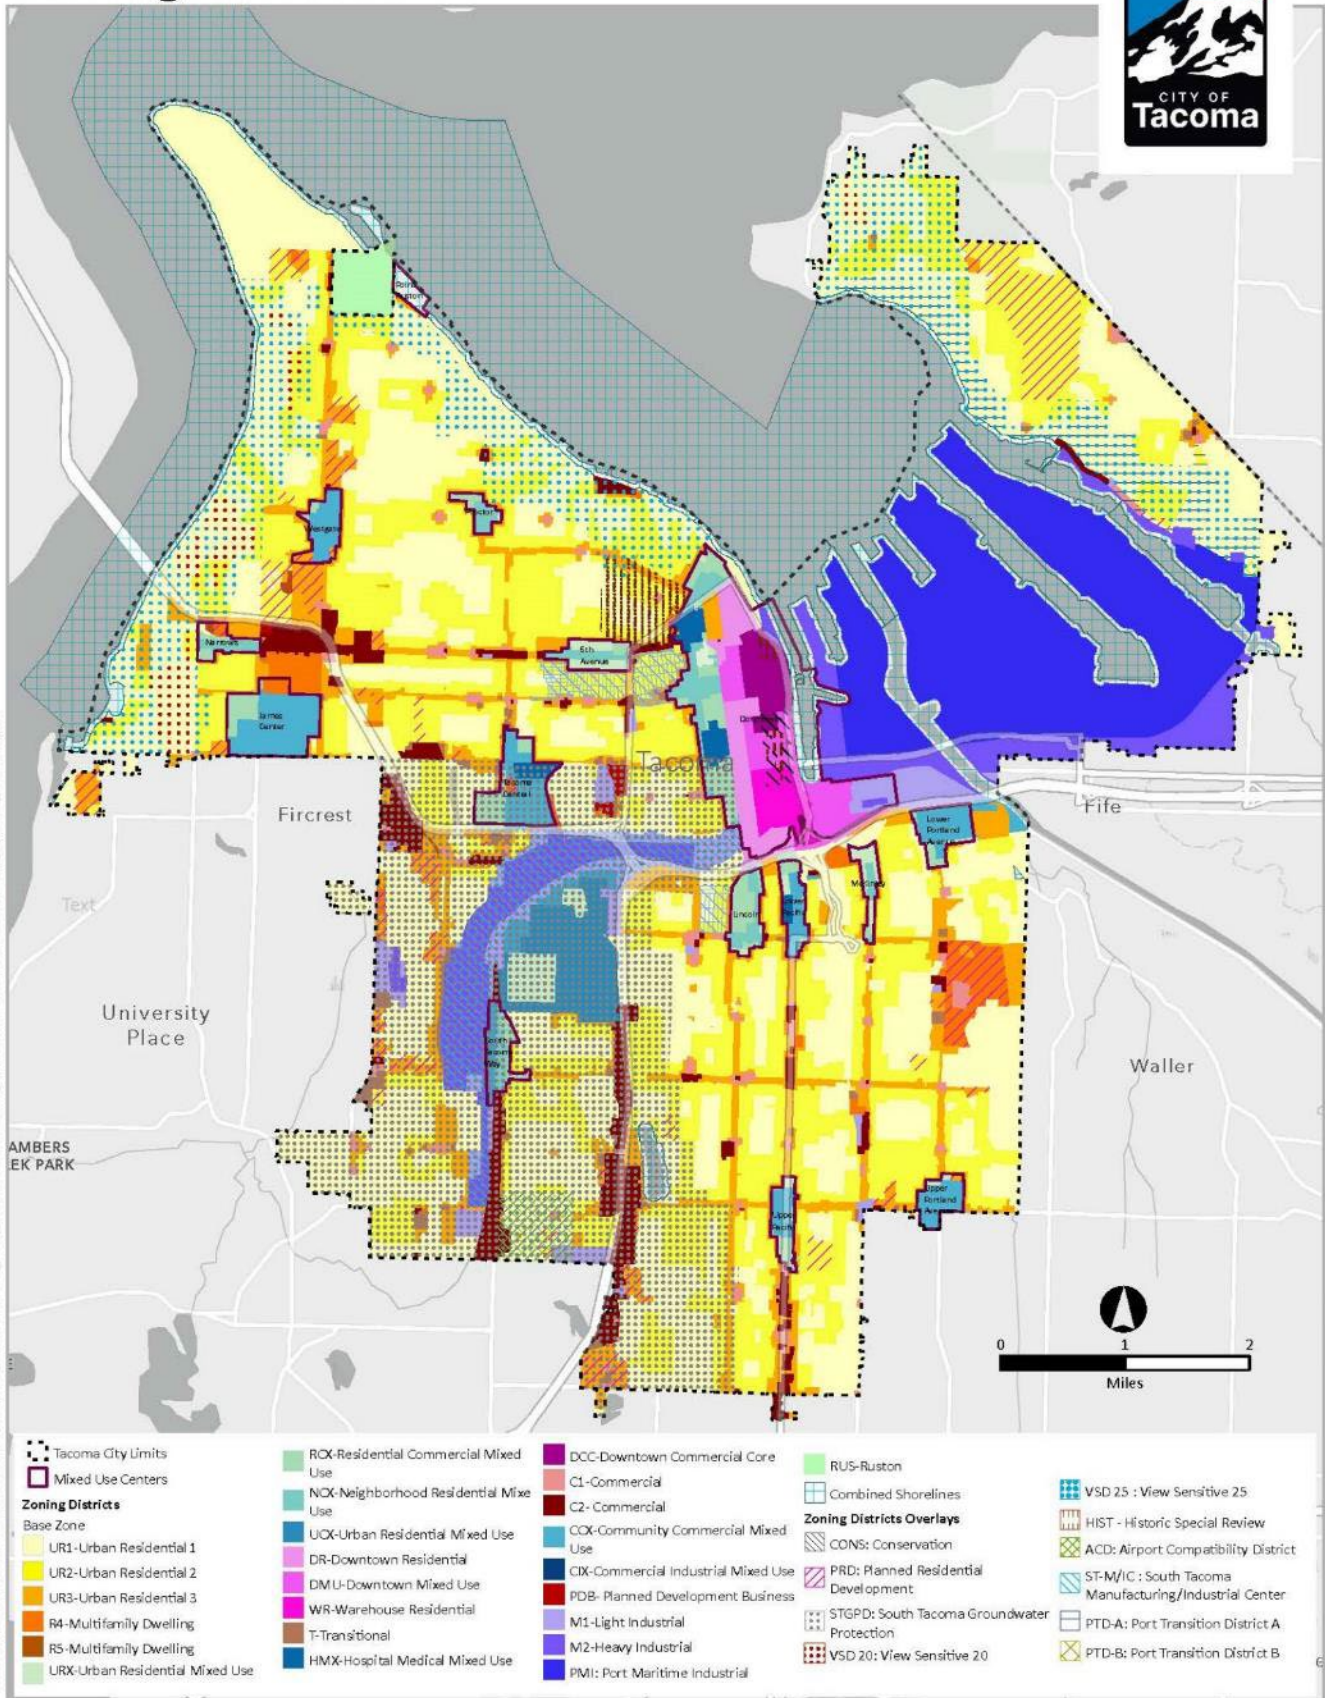 CITY OF
Tacoma
Westgate
Narrows
6th
Avenue
James
Center
Tacoma
Central
Tacoma
Fircrest
Fife
Lower
Portland
Ave
McKinley
Lincoln
Lower
Pacific
Text
University
Place
South
Tacoma
Way
Waller
AMBERS
EK PARK
Upper
Portland
Ave
Upper
Pacific
0 1 2
Miles
Tacoma City Limits
Mixed Use Centers
Zoning Districts
Base Zone
UR1-Urban Residential 1
UR2-Urban Residential 2
UR3-Urban Residential 3
R4-Multifamily Dwelling
R5-Multifamily Dwelling
URX-Urban Residential Mixed Use
RCX-Residential Commercial Mixed
Use
NCX-Neighborhood Residential Mixe
Use
UCX-Urban Residential Mixed Use
DR-Downtown Residential
DMU-Downtown Mixed Use
WR-Warehouse Residential
T-Transitional
HMX-Hospital Medical Mixed Use
DCC-Downtown Commercial Core
C1-Commercial
C2- Commercial
CCX-Community Commercial Mixed
Use
CIX-Commercial Industrial Mixed Use
PDB- Planned Development Business
M1-Light Industrial
M2-Heavy Industrial
PMI: Port Maritime Industrial
RUS-Ruston
Combined Shorelines
Zoning Districts Overlays
CONS: Conservation
PRD: Planned Residential
Development
STGPD: South Tacoma Groundwater
Protection
VSD 20: View Sensitive 20
VSD 25 : View Sensitive 25
HIST - Historic Special Review
ACD: Airport Compatibility District
ST-M/IC : South Tacoma
Manufacturing/Industrial Center
PTD-A: Port Transition District A
PTD-B: Port Transition District B